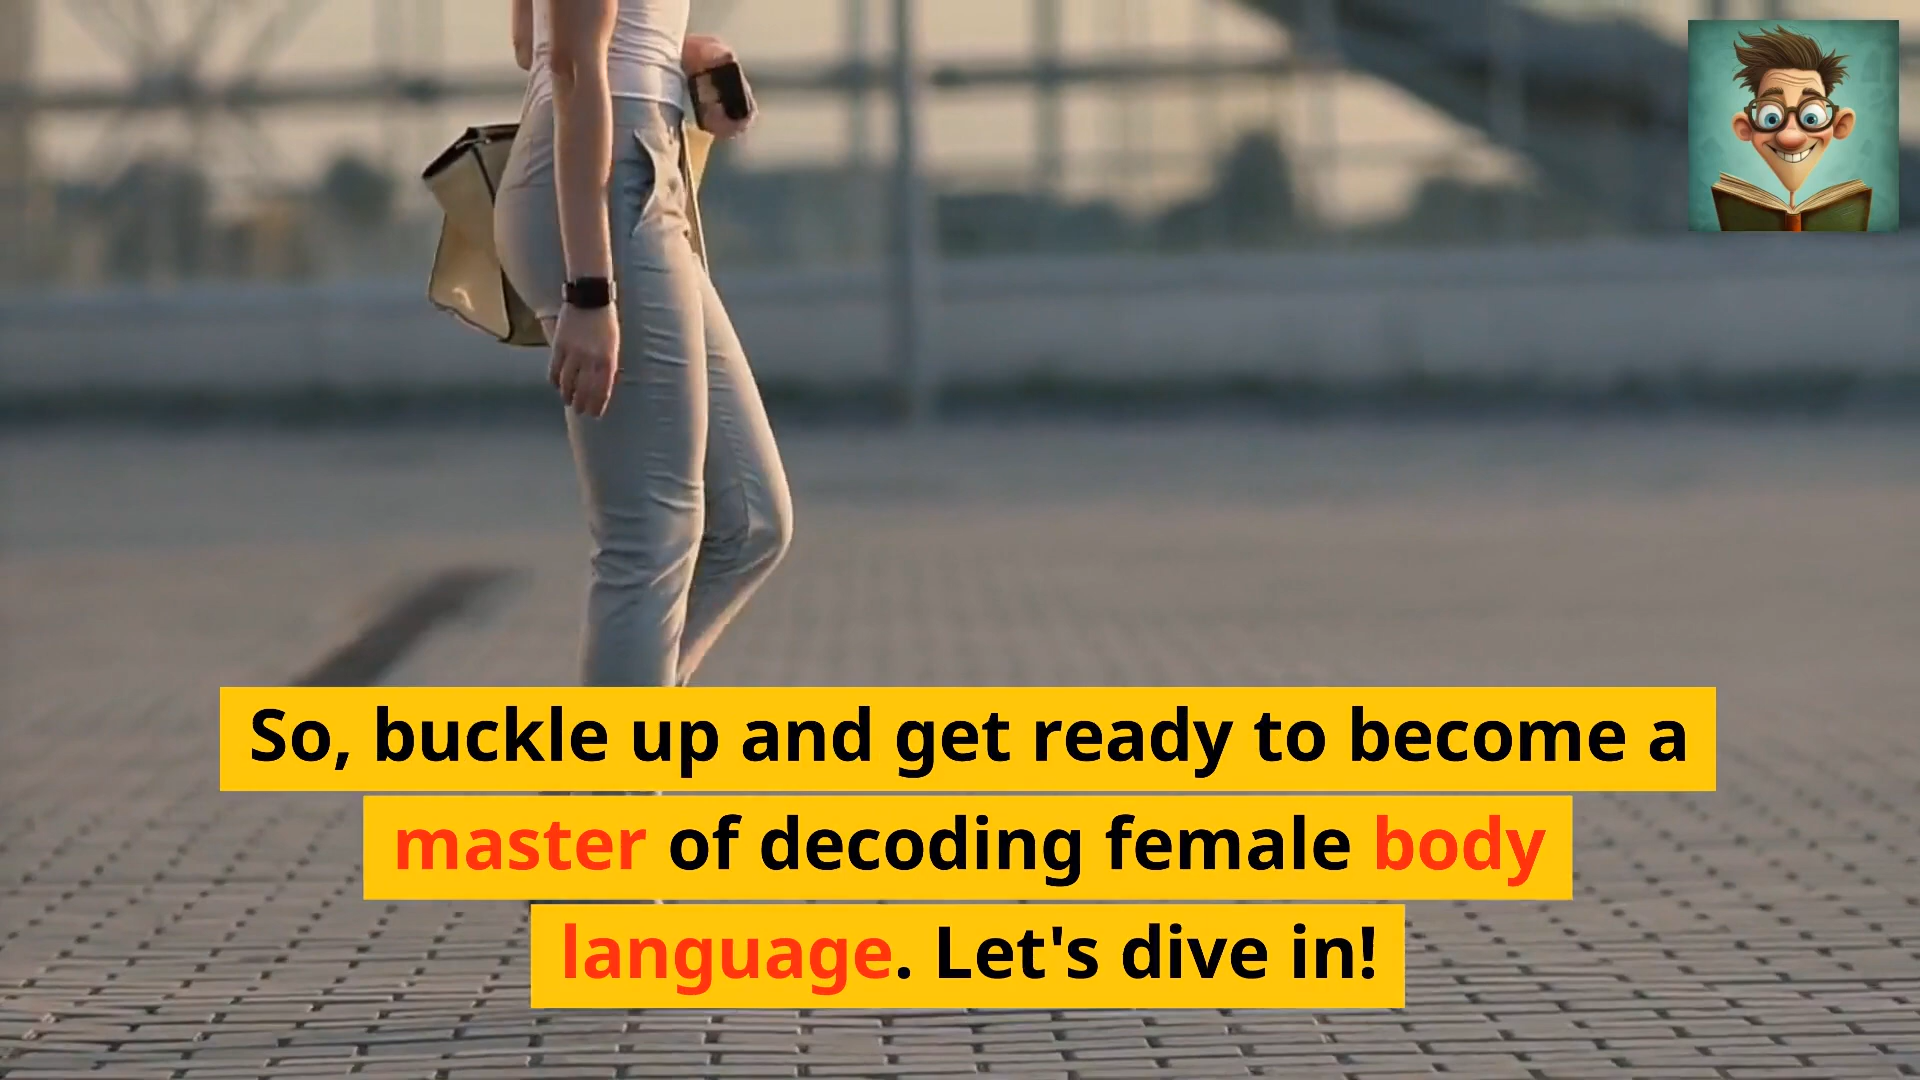 So, buckle up and get ready to become a
master of decoding female body
language. Let's dive in!